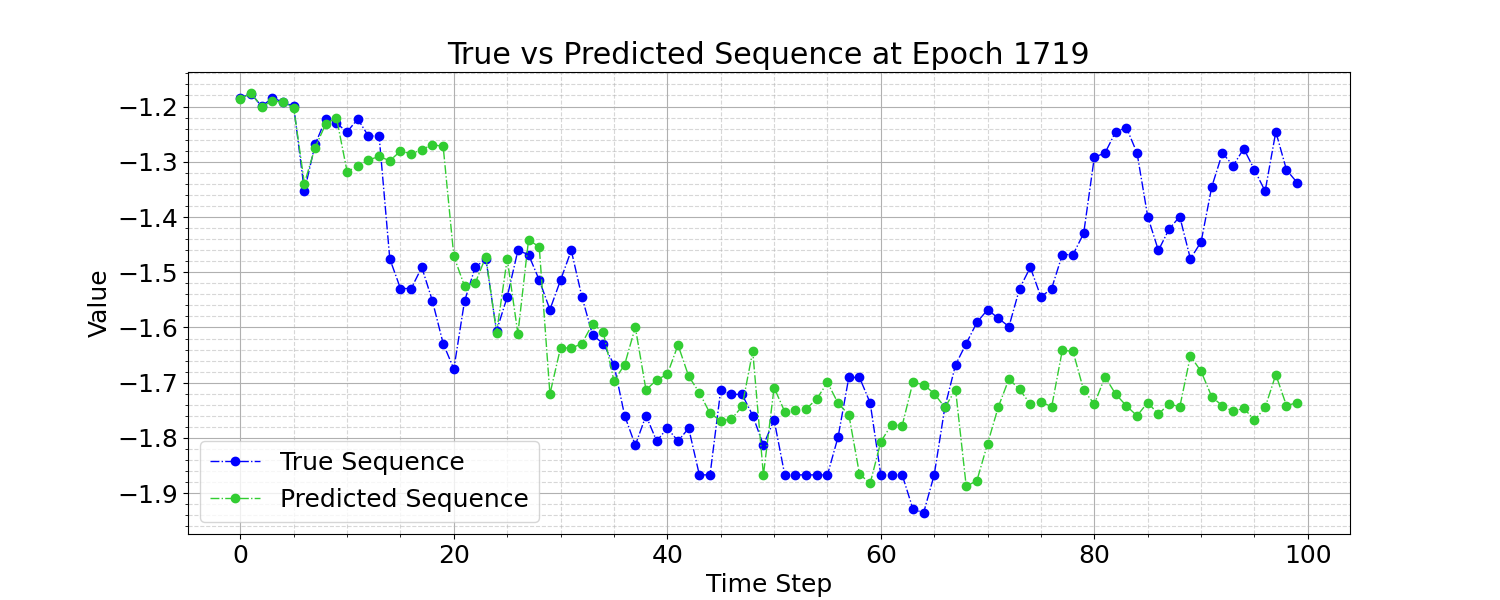 True vs Predicted Sequence at Epoch 1719
Value
−1.2
−1.3
−1.4
−1.5
−1.6
−1.7
−1.8
−1.9
True Sequence
Predicted Sequence
0 20 40 60 80 100
Time Step